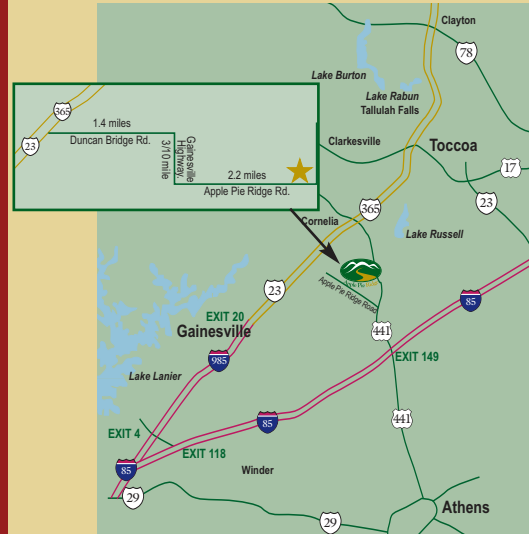 Clayton
78
Lake Burton
Lake Rabun
Tallulah Falls
365
1.4 miles
Duncan Bridge Rd.
23
Gainesville
Highway,
3/10 mile
2.2 miles
Apple Pie Ridge Rd.
Clarkesville
Toccoa
17
23
365
Cornelia
Lake Russell
Apple Pie
Apple Pie Ridge Road
23
85
EXIT 20
Gainesville
441
985
EXIT 149
Lake Lanier
441
85
EXIT 4
EXIT 118
85
Winder
29
Athens
29